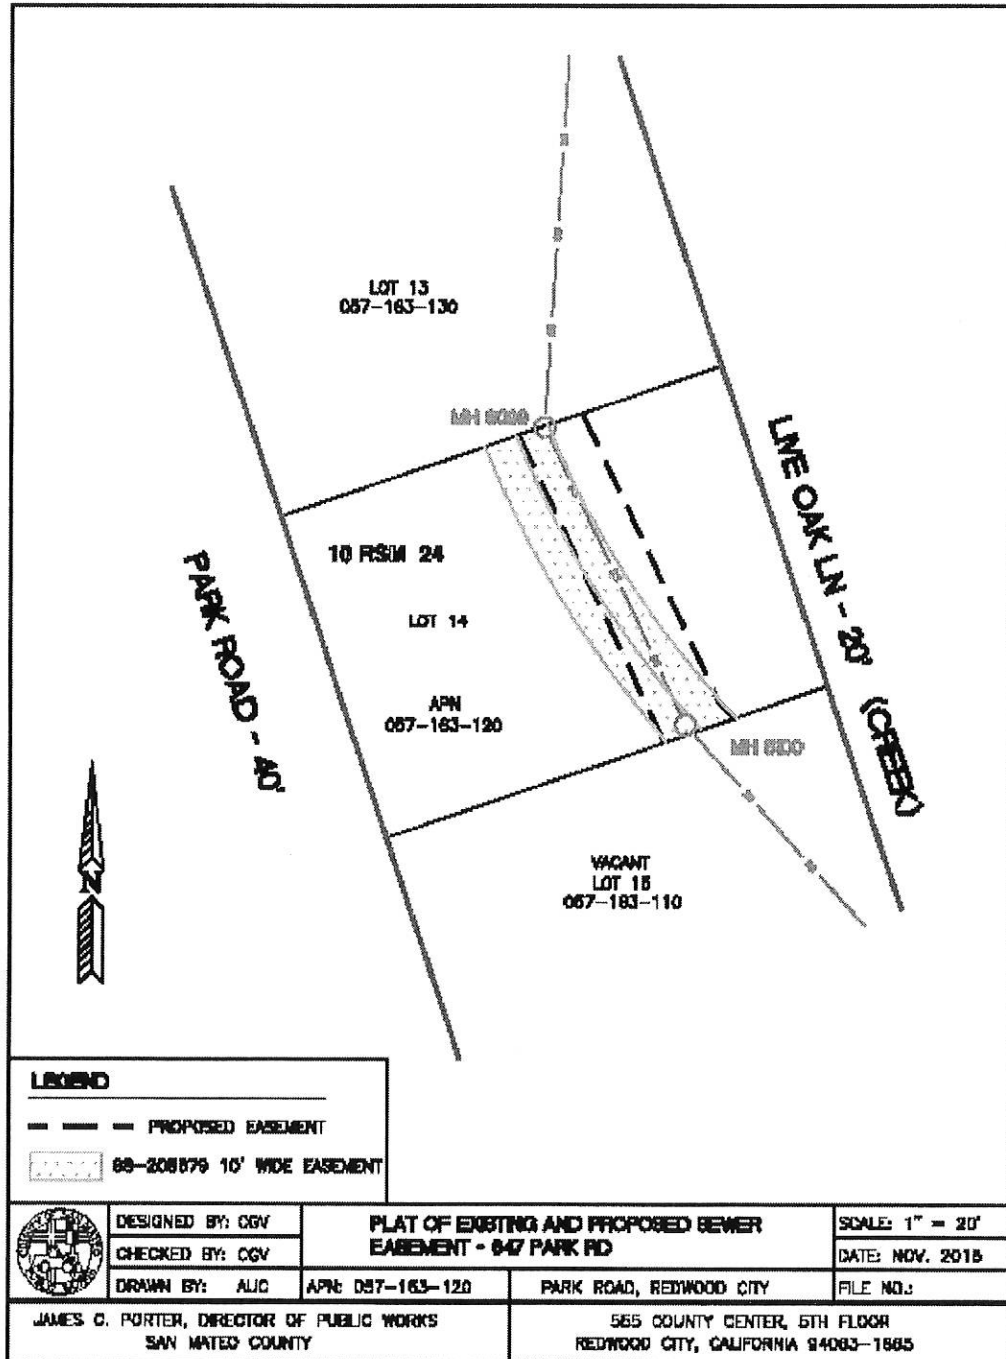 LOT 13
057-163-130
LIVE OAK LN - 20' (CREEK)
10 RSM 24
LOT 14
PARK ROAD - 40'
APN
057-163-120
MH
MH
VACANT
LOT 15
057-163-110
N
LEGEND
PROPOSED EASEMENT
10' WIDE EASEMENT
DESIGNED BY: CGV
CHECKED BY: CGV
DRAWN BY: AUC
PLAT OF EXISTING AND PROPOSED SEWER
EASEMENT - 647 PARK RD
APN: 057-163-120
PARK ROAD, REDWOOD CITY
SCALE: 1" = 20'
DATE: NOV. 2015
FILE NO.:
JAMES C. PORTER, DIRECTOR OF PUBLIC WORKS
SAN MATEO COUNTY
555 COUNTY CENTER, 5TH FLOOR
REDWOOD CITY, CALIFORNIA 94063-1665